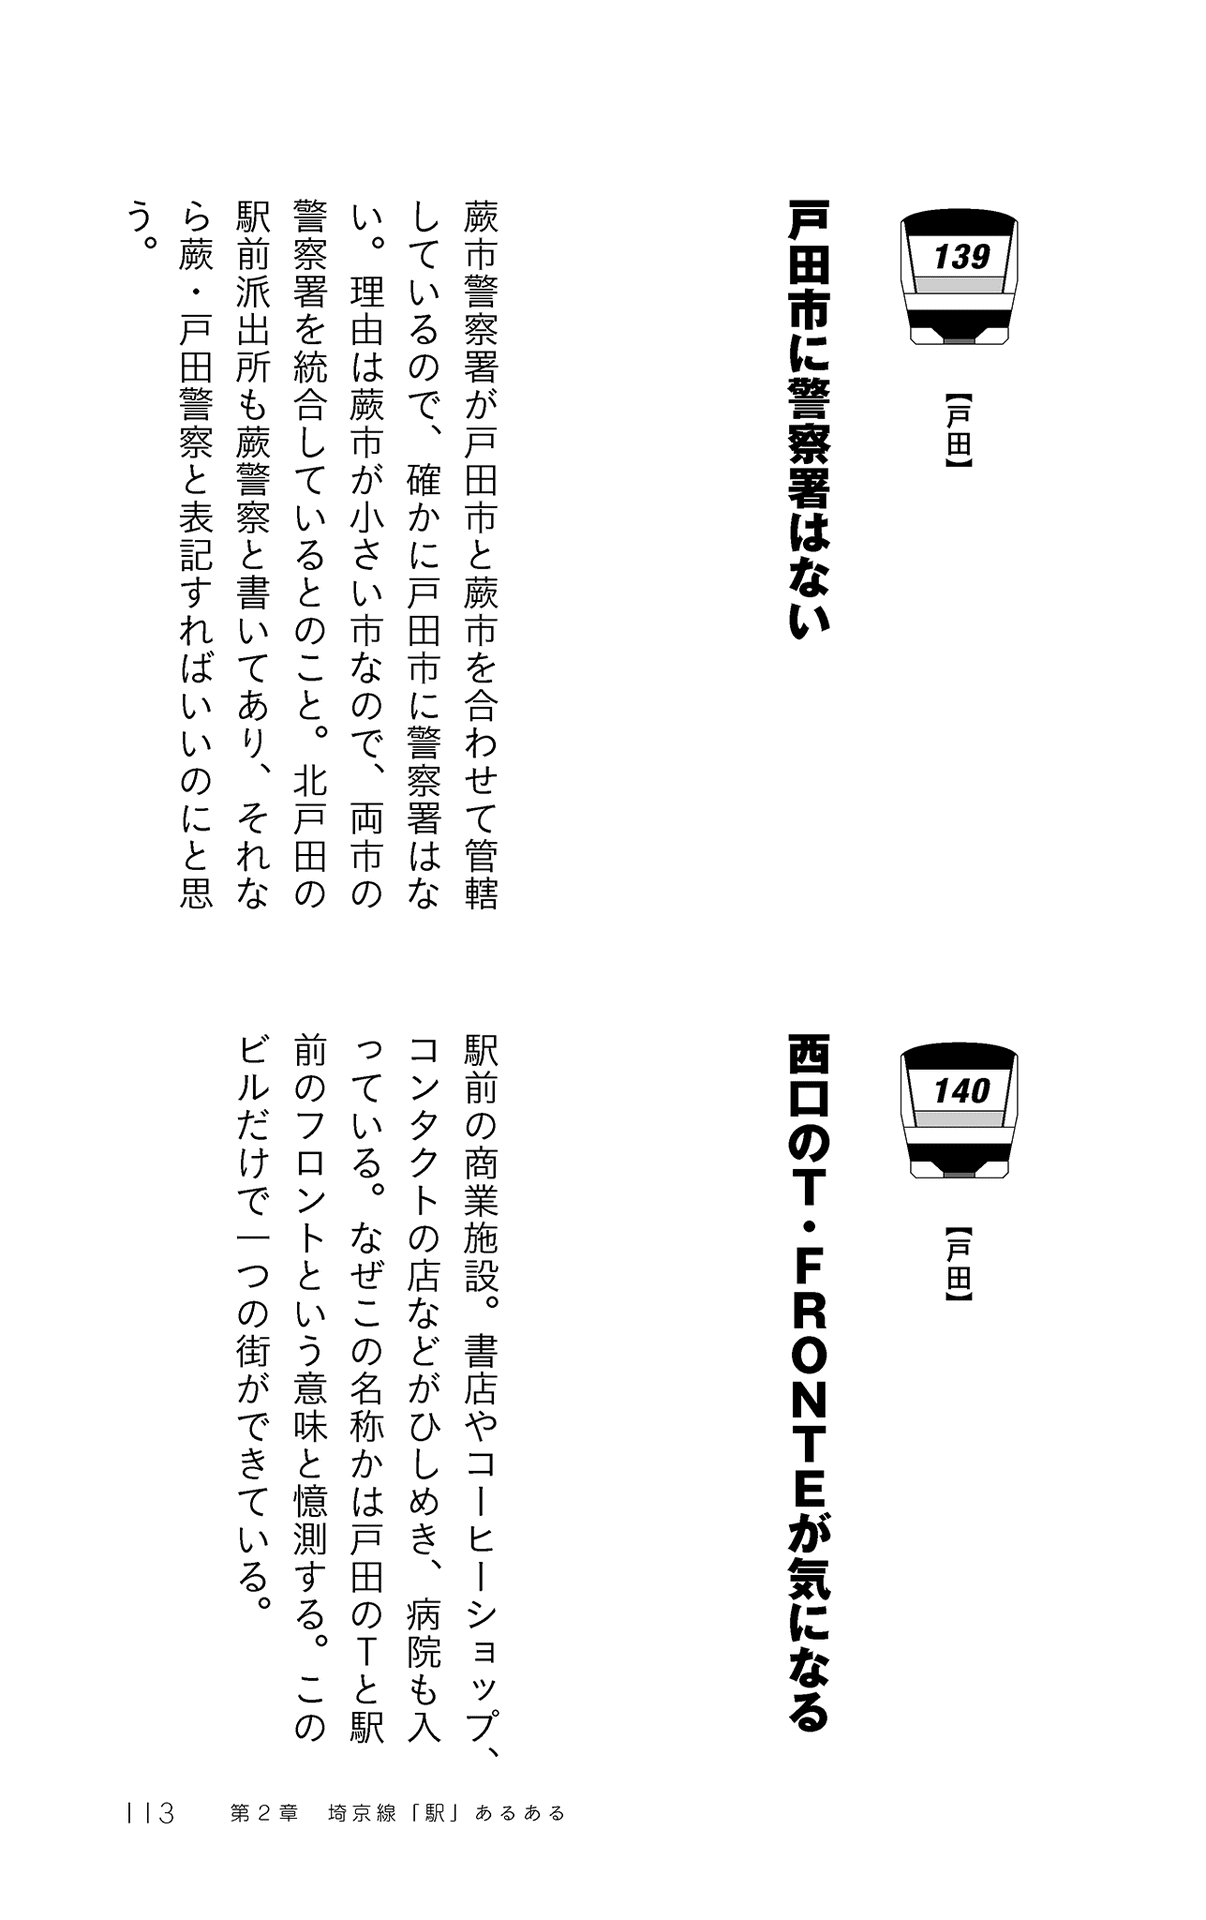 139
【戸田】
戸田市に警察署はない
蕨市警察署が戸田市と蕨市を合わせて管轄
しているので、確かに戸田市に警察署はな
い。理由は蕨市が小さい市なので、両市の
警察署を統合しているとのこと。北戸田の
駅前派出所も蕨警察と書いてあり、それな
ら蕨・戸田警察と表記すればいいのにと思
う。
140
【戸田】
西口のT・FRONTEが気になる
駅前の商業施設。書店やコーヒーショップ、
コンタクトの店などがひしめき、病院も入
っている。なぜこの名称かは戸田のTと駅
前のフロントという意味と憶測する。この
ビルだけで一つの街ができている。
113 第2章 埼京線「駅」あるある